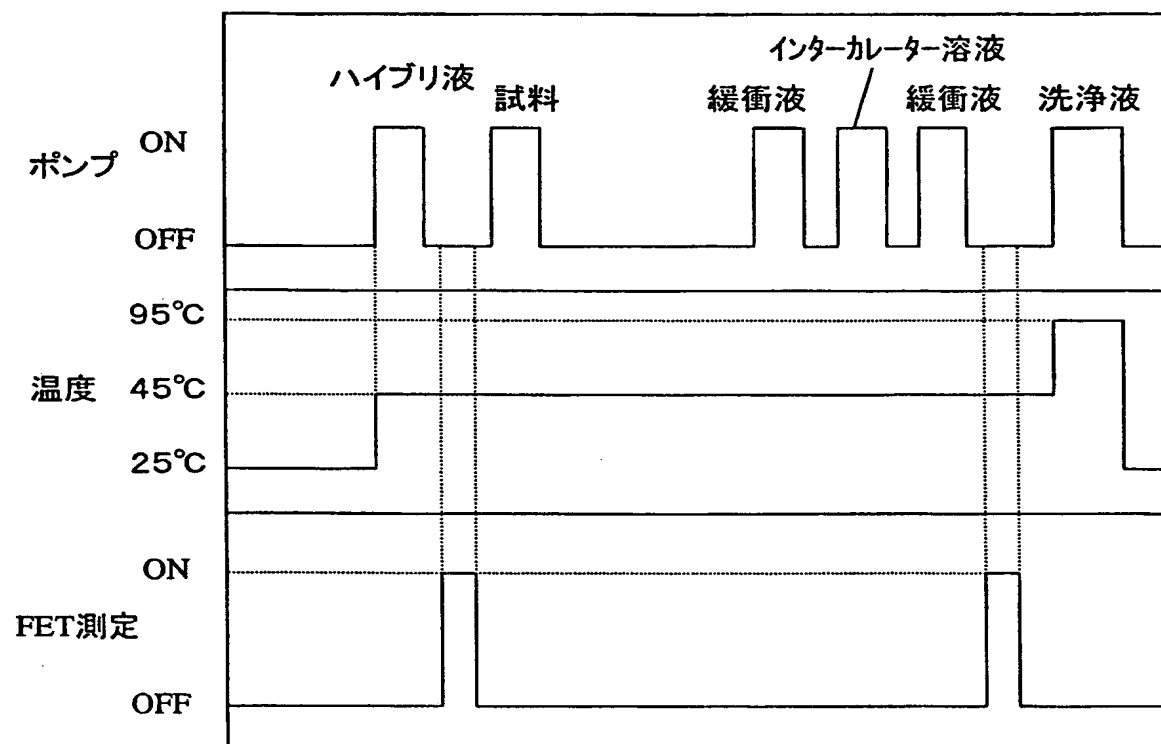 インターカレーター溶液
ハイブリ液
試料
緩衝液
緩衝液
洗浄液
ポンプ
ON
OFF
95℃
温度
45℃
25℃
ON
FET測定
OFF